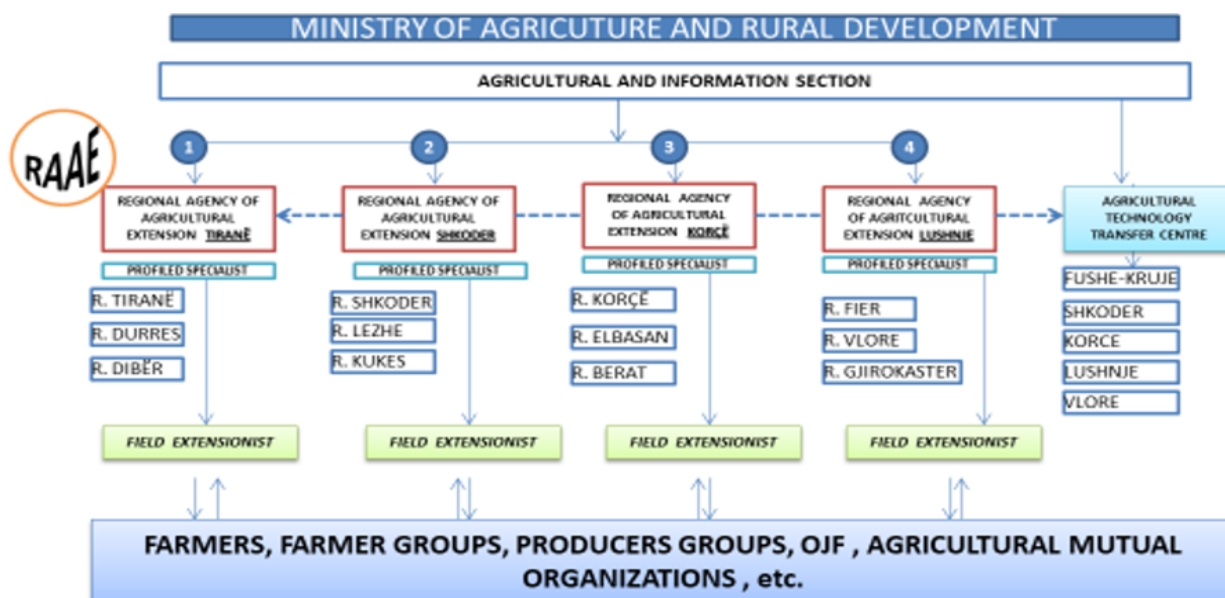 MINISTRY OF AGRICUTURE AND RURAL DEVELOPMENT
AGRICULTURAL AND INFORMATION SECTION
RAAE
1
2
3
4
REGIONAL AGENCY OF
AGRICULTURAL
EXTENSION TIRANË
REGIONAL AGENCY OF
AGRICULTURAL
EXTENSION SHKODER
REGIONAL AGENCY
OF AGRICULTURAL
EXTENSION KORÇË
REGIONAL AGENCY
OF AGRITCULTURAL
EXTENSION LUSHNJE
AGRICULTURAL
TECHNOLOGY
TRANSFER CENTRE
PROFILED SPECIALIST
PROFILED SPECIALIST
PROFILED SPECIALIST
PROFILED SPECIALIST
R. TIRANË
R. DURRES
R. DIBËR
R. SHKODER
R. LEZHE
R. KUKES
R. KORÇË
R. ELBASAN
R. BERAT
R. FIER
R. VLORE
R. GJIROKASTER
FUSHE-KRUJE
SHKODER
KORCE
LUSHNJE
VLORE
FIELD EXTENSIONIST
FIELD EXTENSIONIST
FIELD EXTENSIONIST
FIELD EXTENSIONIST
FARMERS, FARMER GROUPS, PRODUCERS GROUPS, OJF , AGRICULTURAL MUTUAL
ORGANIZATIONS , etc.